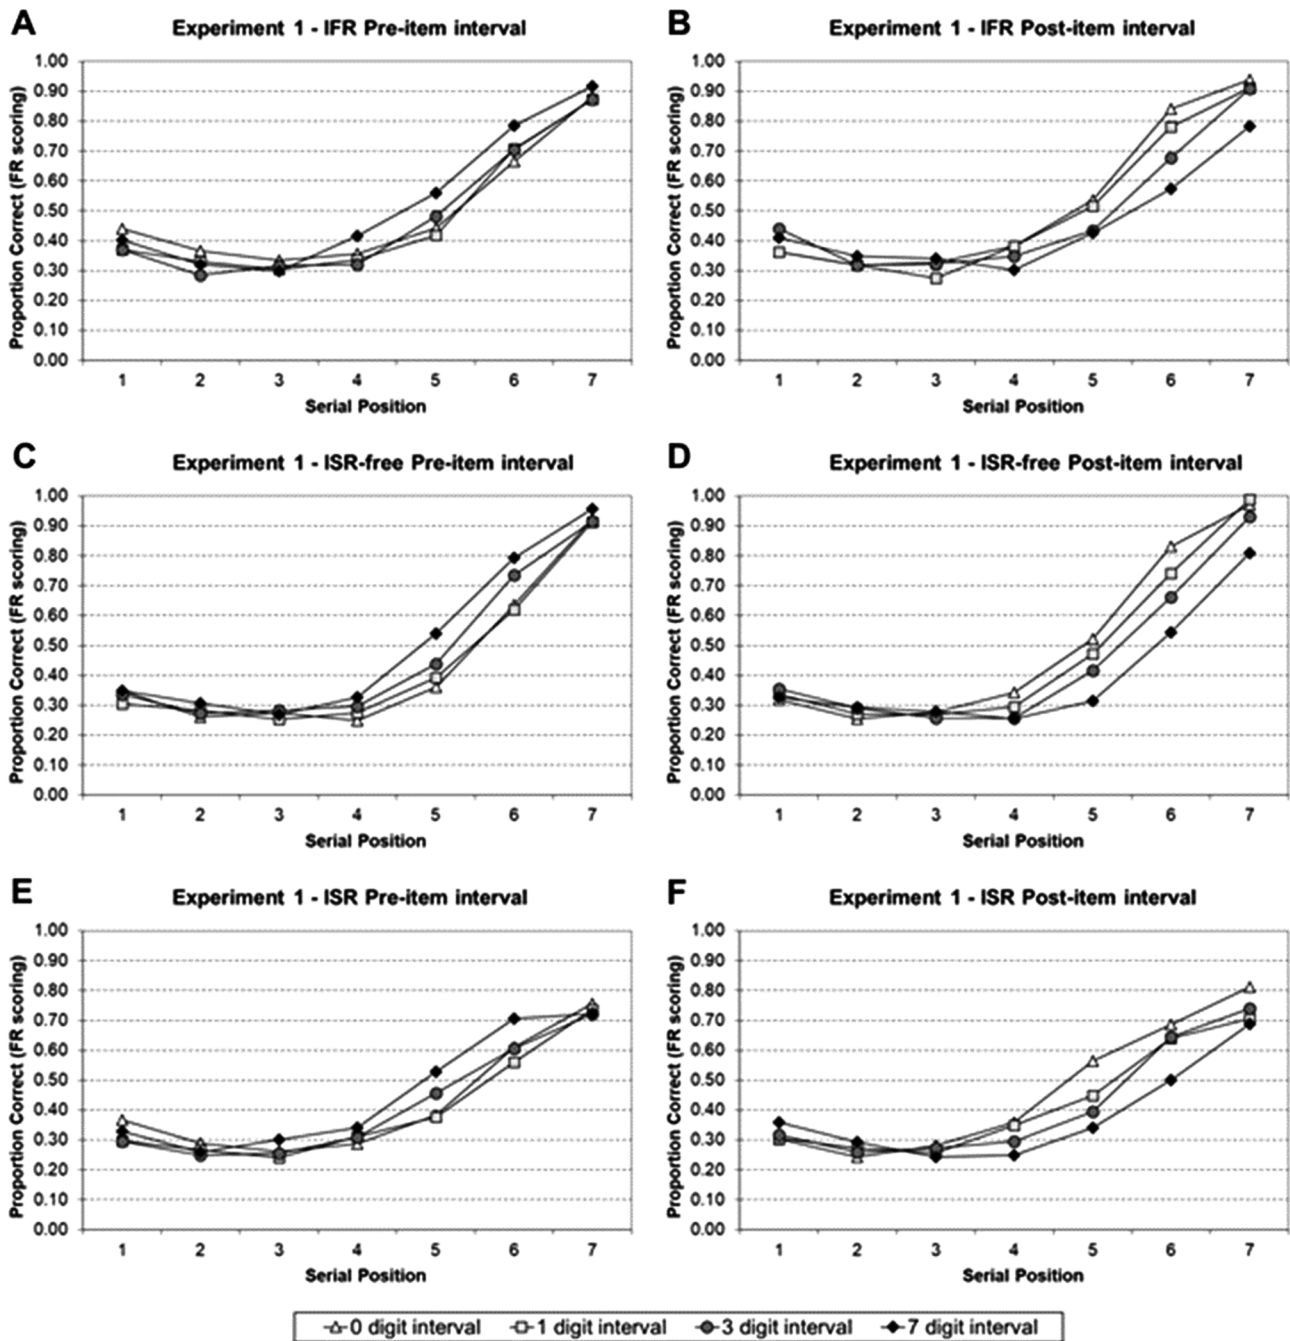 A
Experiment 1 - IFR Pre-item interval
Proportion Correct (FR scoring)
1.00
0.90
0.80
0.70
0.60
0.50
0.40
0.30
0.20
0.10
0.00
1 2 3 4 5 6 7
Serial Position
B
Experiment 1 - IFR Post-item interval
Proportion Correct (FR scoring)
1.00
0.90
0.80
0.70
0.60
0.50
0.40
0.30
0.20
0.10
0.00
1 2 3 4 5 6 7
Serial Position
C
Experiment 1 - ISR-free Pre-item interval
Proportion Correct (FR scoring)
1.00
0.90
0.80
0.70
0.60
0.50
0.40
0.30
0.20
0.10
0.00
1 2 3 4 5 6 7
Serial Position
D
Experiment 1 - ISR-free Post-item interval
Proportion Correct (FR scoring)
1.00
0.90
0.80
0.70
0.60
0.50
0.40
0.30
0.20
0.10
0.00
1 2 3 4 5 6 7
Serial Position
E
Experiment 1 - ISR Pre-item interval
Proportion Correct (FR scoring)
1.00
0.90
0.80
0.70
0.60
0.50
0.40
0.30
0.20
0.10
0.00
1 2 3 4 5 6 7
Serial Position
F
Experiment 1 - ISR Post-item interval
Proportion Correct (FR scoring)
1.00
0.90
0.80
0.70
0.60
0.50
0.40
0.30
0.20
0.10
0.00
1 2 3 4 5 6 7
Serial Position
0 digit interval 1 digit interval 3 digit interval 7 digit interval